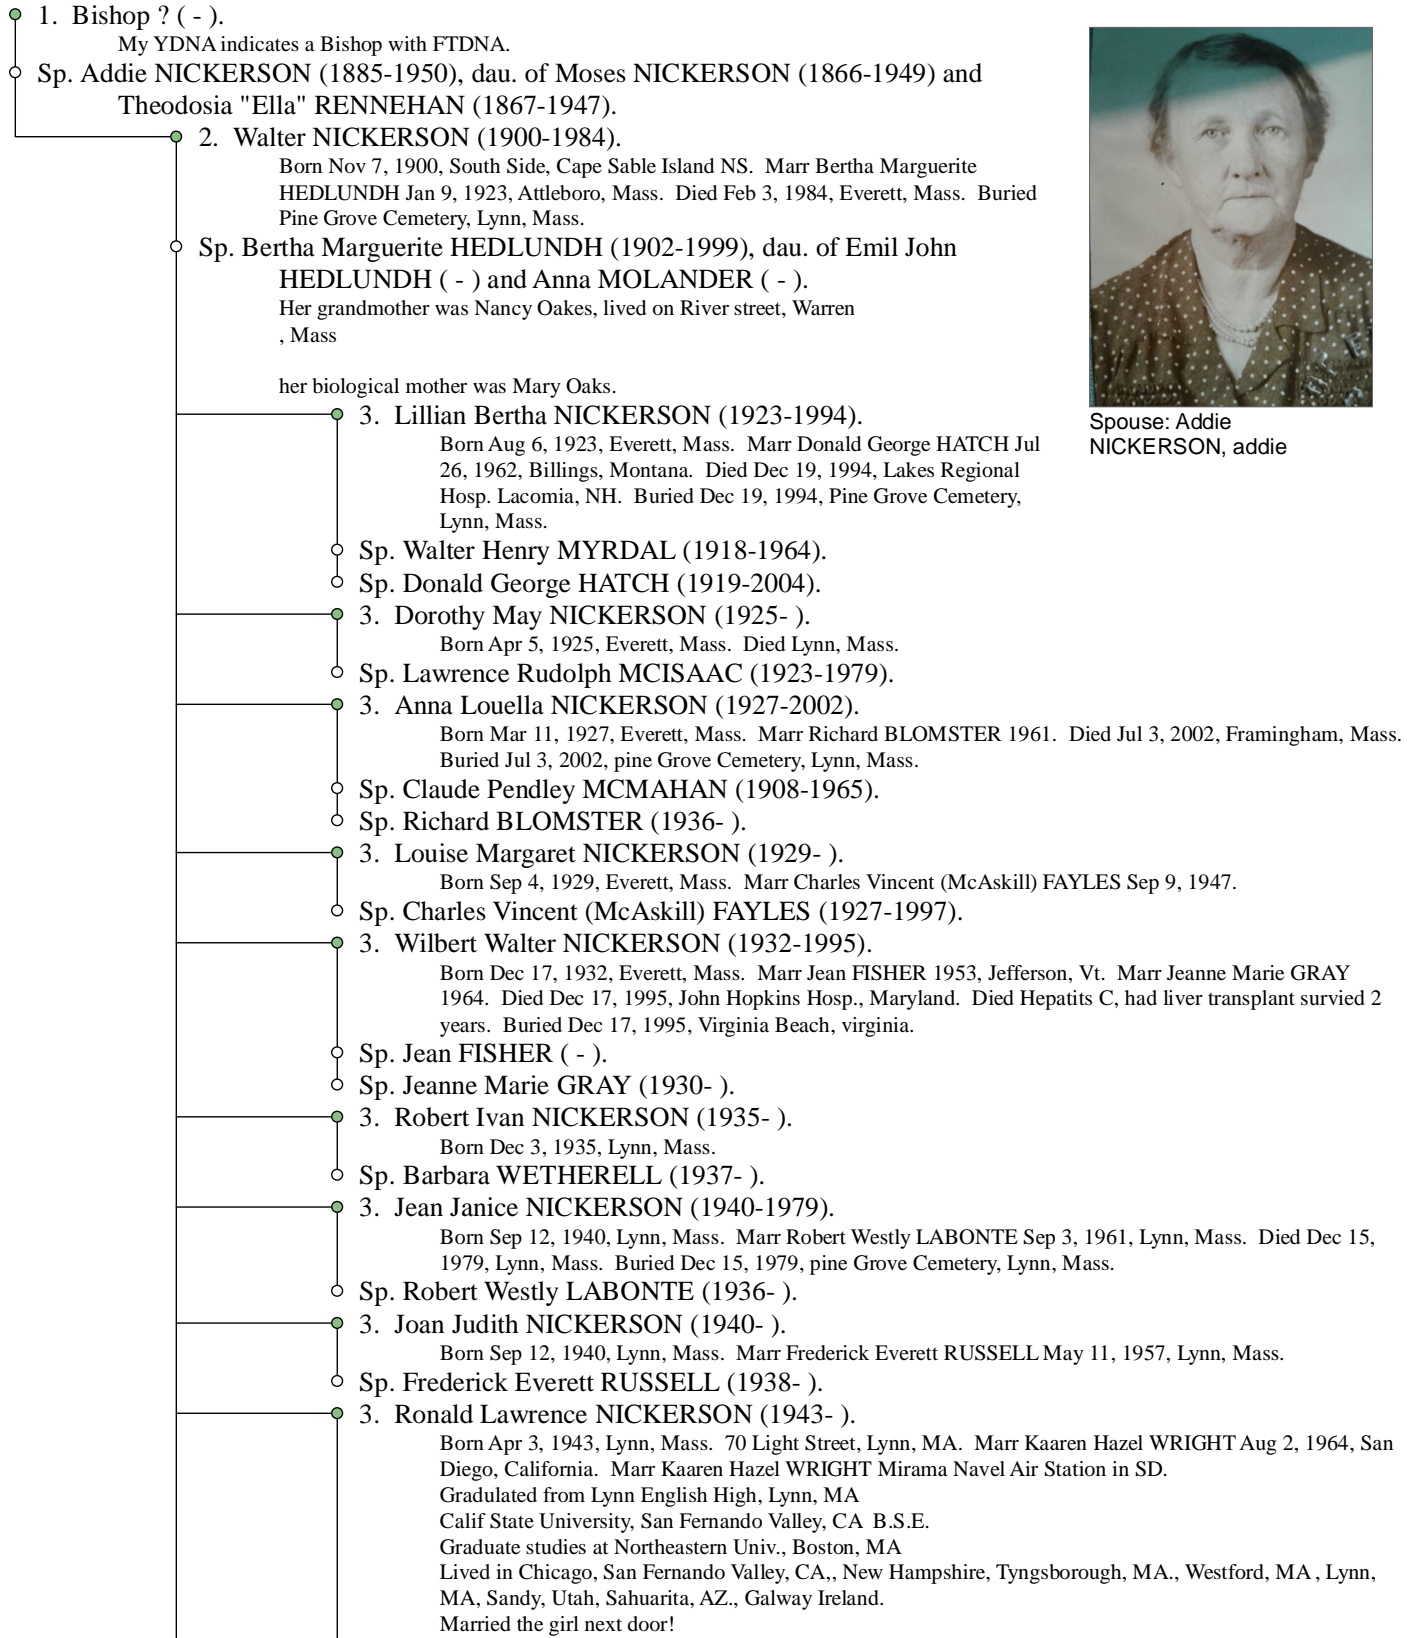 1. Bishop ? ( - ).
My YDNA indicates a Bishop with FTDNA.
Sp. Addie NICKERSON (1885-1950), dau. of Moses NICKERSON (1866-1949) and
Theodosia "Ella" RENNEHAN (1867-1947).
2. Walter NICKERSON (1900-1984).
Born Nov 7, 1900, South Side, Cape Sable Island NS. Marr Bertha Marguerite
HEDLUNDH Jan 9, 1923, Attleboro, Mass. Died Feb 3, 1984, Everett, Mass. Buried
Pine Grove Cemetery, Lynn, Mass.
Sp. Bertha Marguerite HEDLUNDH (1902-1999), dau. of Emil John
HEDLUNDH ( - ) and Anna MOLANDER ( - ).
Her grandmother was Nancy Oakes, lived on River street, Warren
, Mass
her biological mother was Mary Oaks.
Spouse: Addie
NICKERSON, addie
3. Lillian Bertha NICKERSON (1923-1994).
Born Aug 6, 1923, Everett, Mass. Marr Donald George HATCH Jul
26, 1962, Billings, Montana. Died Dec 19, 1994, Lakes Regional
Hosp. Lacomia, NH. Buried Dec 19, 1994, Pine Grove Cemetery,
Lynn, Mass.
Sp. Walter Henry MYRDAL (1918-1964).
Sp. Donald George HATCH (1919-2004).
3. Dorothy May NICKERSON (1925- ).
Born Apr 5, 1925, Everett, Mass. Died Lynn, Mass.
Sp. Lawrence Rudolph MCISAAC (1923-1979).
3. Anna Louella NICKERSON (1927-2002).
Born Mar 11, 1927, Everett, Mass. Marr Richard BLOMSTER 1961. Died Jul 3, 2002, Framingham, Mass.
Buried Jul 3, 2002, pine Grove Cemetery, Lynn, Mass.
Sp. Claude Pendley MCMAHAN (1908-1965).
Sp. Richard BLOMSTER (1936- ).
3. Louise Margaret NICKERSON (1929- ).
Born Sep 4, 1929, Everett, Mass. Marr Charles Vincent (McAskill) FAYLES Sep 9, 1947.
Sp. Charles Vincent (McAskill) FAYLES (1927-1997).
3. Wilbert Walter NICKERSON (1932-1995).
Born Dec 17, 1932, Everett, Mass. Marr Jean FISHER 1953, Jefferson, Vt. Marr Jeanne Marie GRAY
1964. Died Dec 17, 1995, John Hopkins Hosp., Maryland. Died Hepatits C, had liver transplant survied 2
years. Buried Dec 17, 1995, Virginia Beach, virginia.
Sp. Jean FISHER ( - ).
Sp. Jeanne Marie GRAY (1930- ).
3. Robert Ivan NICKERSON (1935- ).
Born Dec 3, 1935, Lynn, Mass.
Sp. Barbara WETHERELL (1937- ).
3. Jean Janice NICKERSON (1940-1979).
Born Sep 12, 1940, Lynn, Mass. Marr Robert Westly LABONTE Sep 3, 1961, Lynn, Mass. Died Dec 15,
1979, Lynn, Mass. Buried Dec 15, 1979, pine Grove Cemetery, Lynn, Mass.
Sp. Robert Westly LABONTE (1936- ).
3. Joan Judith NICKERSON (1940- ).
Born Sep 12, 1940, Lynn, Mass. Marr Frederick Everett RUSSELL May 11, 1957, Lynn, Mass.
Sp. Frederick Everett RUSSELL (1938- ).
3. Ronald Lawrence NICKERSON (1943- ).
Born Apr 3, 1943, Lynn, Mass. 70 Light Street, Lynn, MA. Marr Kaaren Hazel WRIGHT Aug 2, 1964, San
Diego, California. Marr Kaaren Hazel WRIGHT Mirama Navel Air Station in SD.
Gradulated from Lynn English High, Lynn, MA
Calif State University, San Fernando Valley, CA B.S.E.
Graduate studies at Northeastern Univ., Boston, MA
Lived in Chicago, San Fernando Valley, CA,, New Hampshire, Tyngsborough, MA., Westford, MA , Lynn,
MA, Sandy, Utah, Sahuarita, AZ., Galway Ireland.
Married the girl next door!